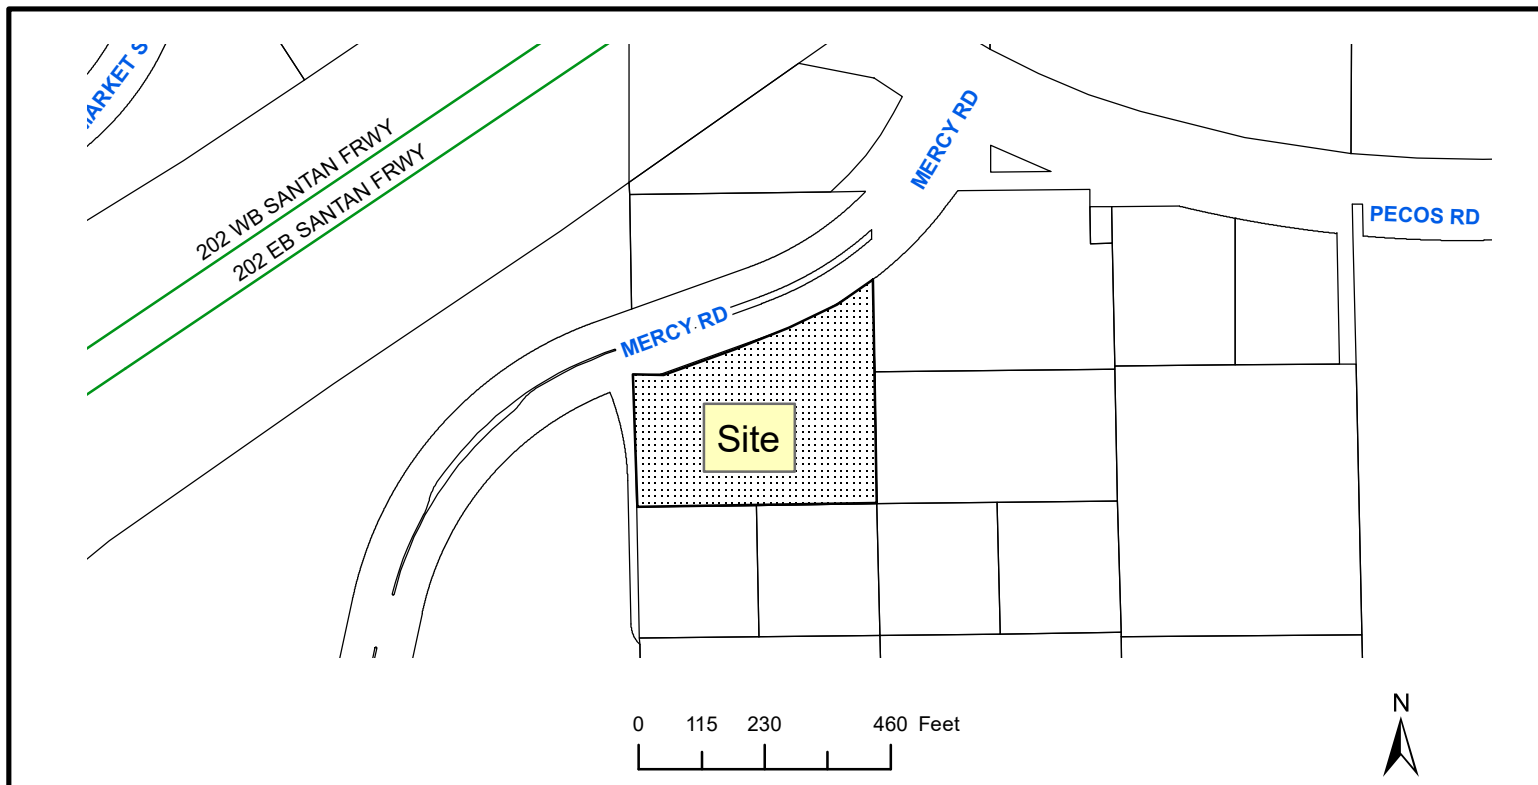 MARKET S
202 WB SANTAN FRWY
202 EB SANTAN FRWY
MERCY RD
PECOS RD
MERCY RD
Site
0 115 230 460 Feet
N